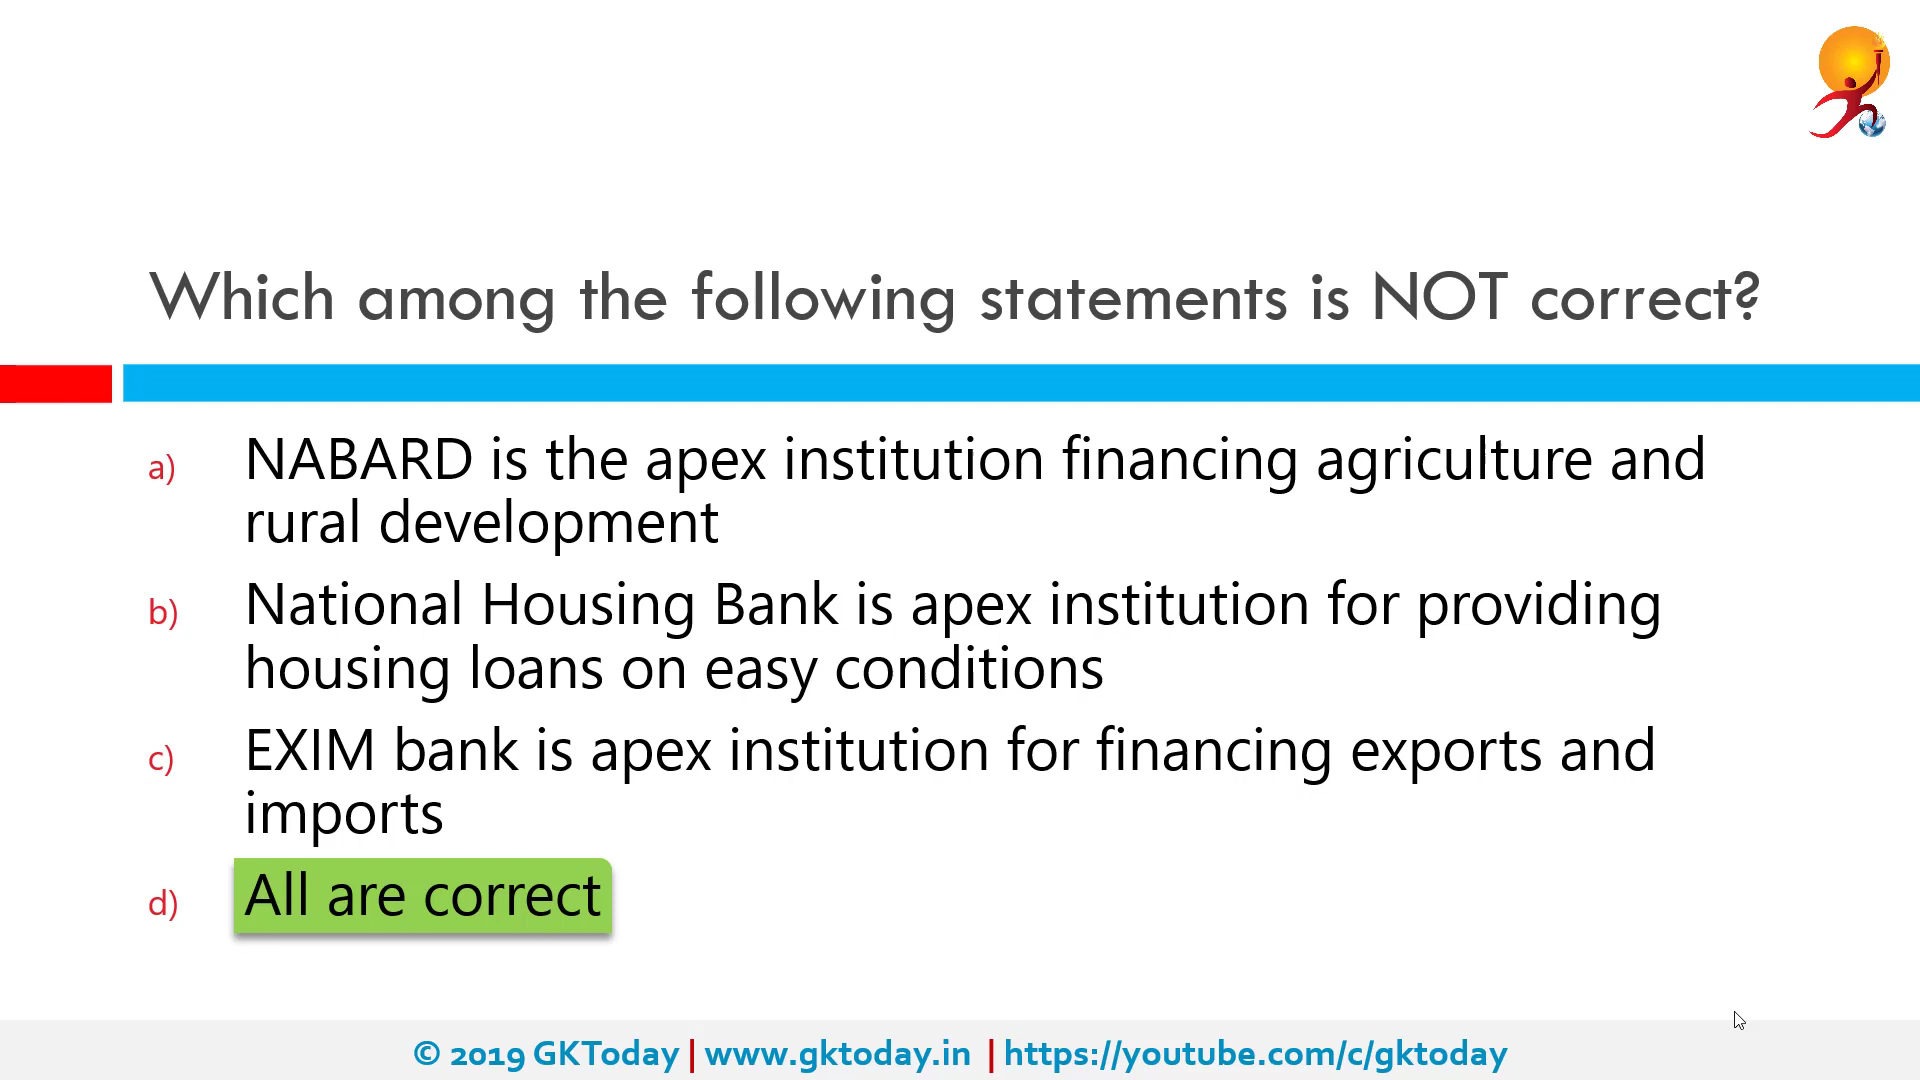 Which among the following statements is NOT correct?
a) NABARD is the apex institution financing agriculture and
rural development
b) National Housing Bank is apex institution for providing
housing loans on easy conditions
c) EXIM bank is apex institution for financing exports and
imports
d) All are correct
© 2019 GKToday | www.gktoday.in | https://youtube.com/c/gktoday